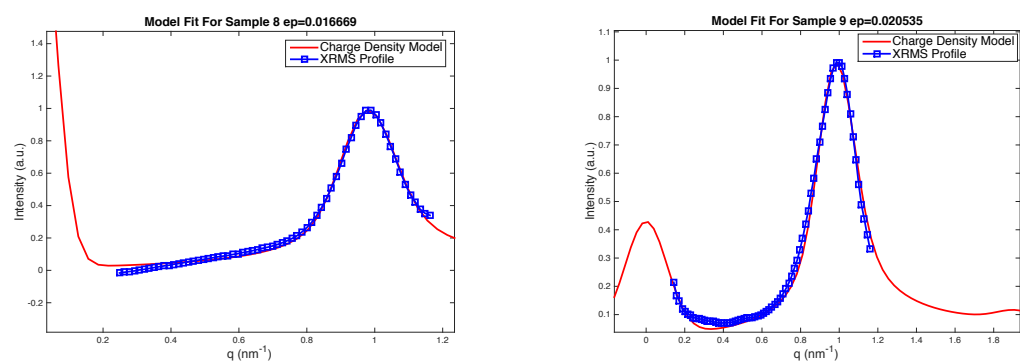 Model Fit For Sample 8 ep=0.016669
1.4
1.2
1
0.8
0.6
0.4
0.2
0
-0.2
Intensity (a.u.)
Charge Density Model
XRMS Profile
0.2 0.4 0.6 0.8 1 1.2
q (nm-1)
Model Fit For Sample 9 ep=0.020535
1.1
1
0.9
0.8
0.7
0.6
0.5
0.4
0.3
0.2
0.1
Intensity (a.u.)
Charge Density Model
XRMS Profile
0 0.2 0.4 0.6 0.8 1 1.2 1.4 1.6 1.8
q (nm-1)